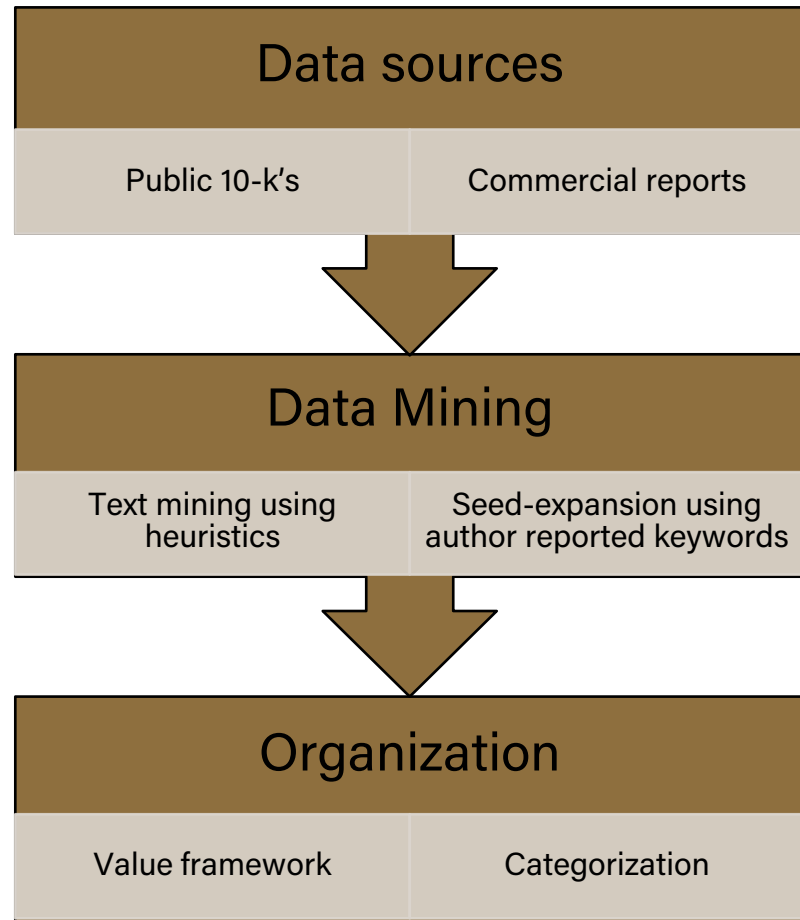 Data sources
Public 10-k's
Commercial reports
Data Mining
Text mining using
heuristics
Seed-expansion using
author reported keywords
Organization
Value framework
Categorization